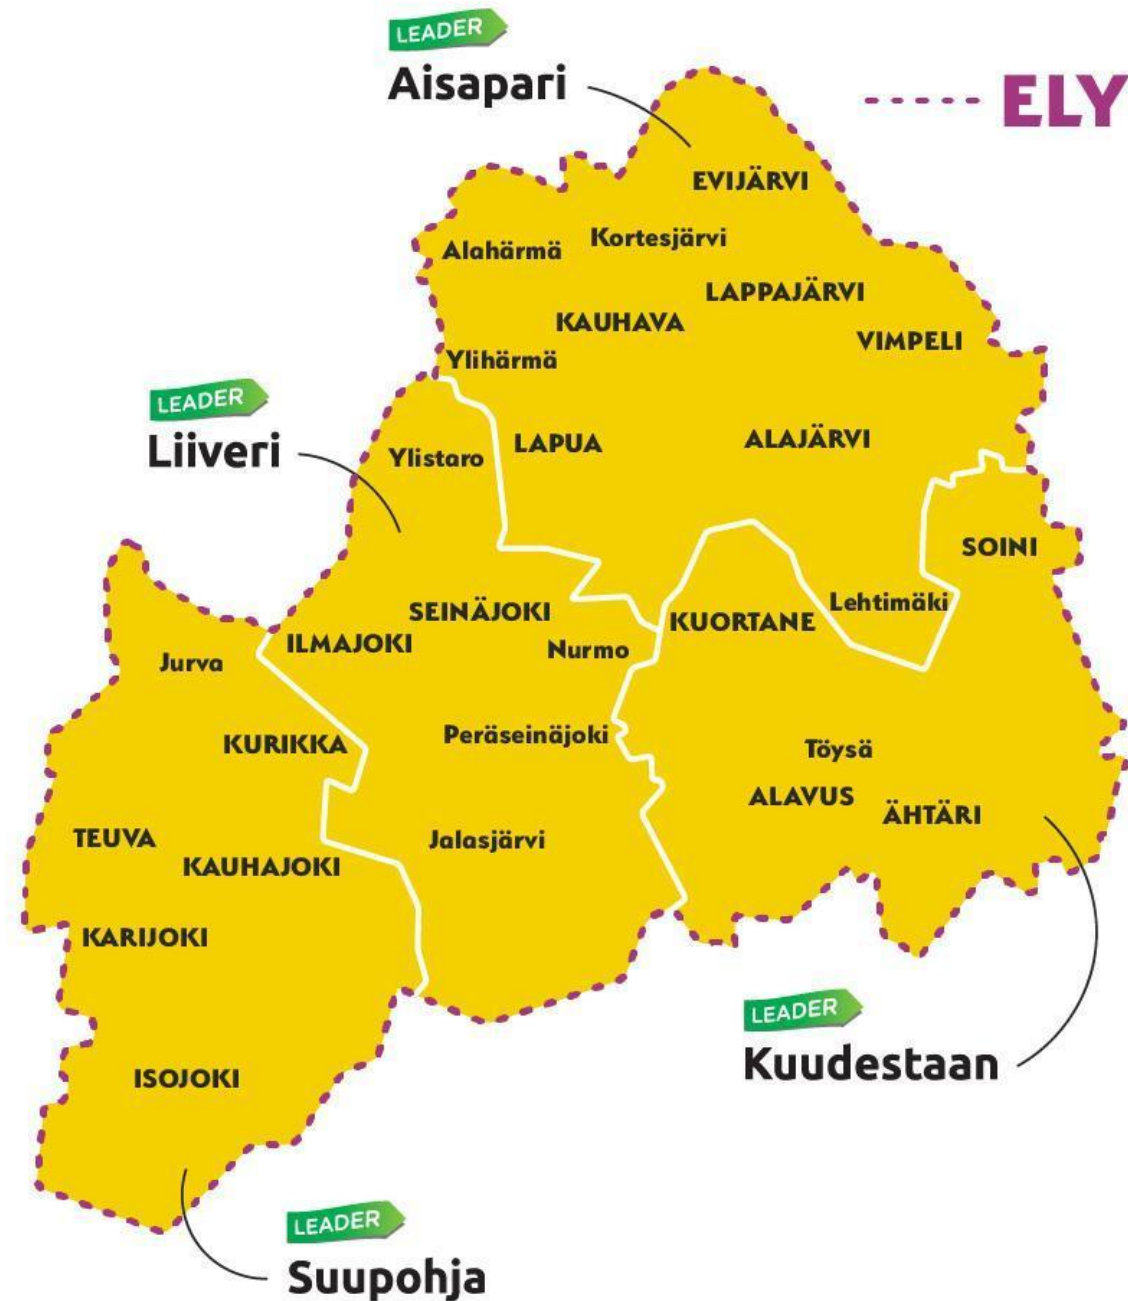 LEADER
Aisapari
ELY
EVIJÄRVI
Kortesjärvi
Alahärmä
LAPPAJÄRVI
KAUHAVA
VIMPELI
Ylihärmä
LEADER
Liiveri
Ylistaro
LAPUA
ALAJÄRVI
SOINI
Lehtimäki
SEINÄJOKI
KUORTANE
ILMAJOKI
Nurmo
Jurva
Peräseinäjoki
KURIKKA
Töysä
ALAVUS
ÄHTÄRI
TEUVA
Jalasjärvi
KAUHAJOKI
KARIJOKI
LEADER
Kuudestaan
ISOJOKI
LEADER
Suupohja